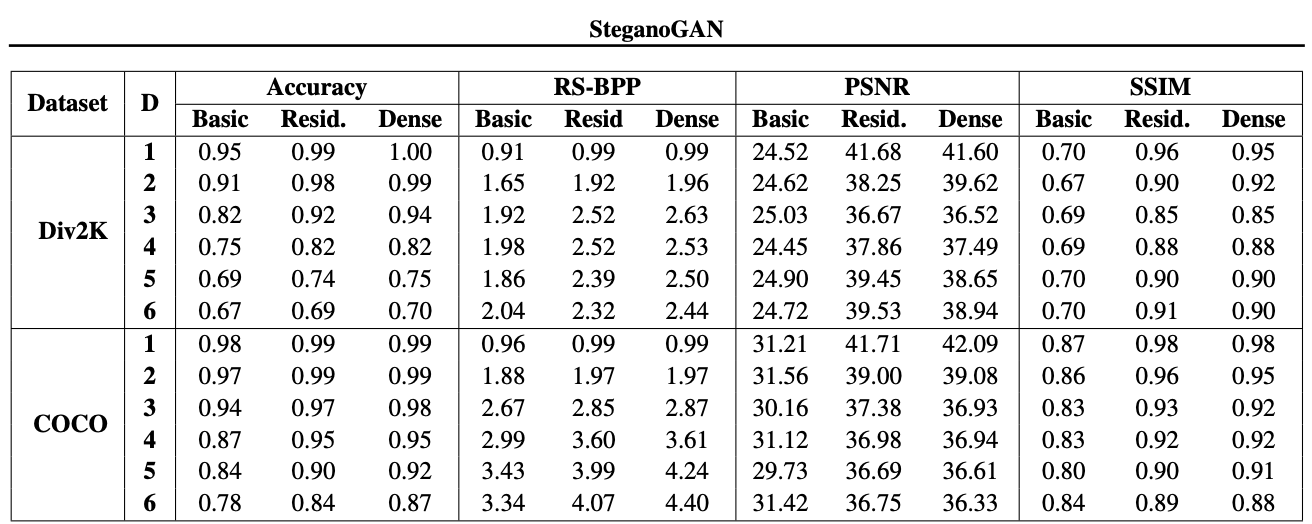 SteganoGAN
Dataset D Accuracy RS-BPP PSNR SSIM
Basic Resid. Dense Basic Resid Dense Basic Resid. Dense Basic Resid. Dense
Div2K
1 0.95 0.99 1.00 0.91 0.99 0.99 24.52 41.68 41.60 0.70 0.96 0.95
2 0.91 0.98 0.99 1.65 1.92 1.96 24.62 38.25 39.62 0.67 0.90 0.92
3 0.82 0.92 0.94 1.92 2.52 2.63 25.03 36.67 36.52 0.69 0.85 0.85
4 0.75 0.82 0.82 1.98 2.52 2.53 24.45 37.86 37.49 0.69 0.88 0.88
5 0.69 0.74 0.75 1.86 2.39 2.50 24.90 39.45 38.65 0.70 0.90 0.90
6 0.67 0.69 0.70 2.04 2.32 2.44 24.72 39.53 38.94 0.70 0.91 0.90
COCO
1 0.98 0.99 0.99 0.96 0.99 0.99 31.21 41.71 42.09 0.87 0.98 0.98
2 0.97 0.99 0.99 1.88 1.97 1.97 31.56 39.00 39.08 0.86 0.96 0.95
3 0.94 0.97 0.98 2.67 2.85 2.87 30.16 37.38 36.93 0.83 0.93 0.92
4 0.87 0.95 0.95 2.99 3.60 3.61 31.12 36.98 36.94 0.83 0.92 0.92
5 0.84 0.90 0.92 3.43 3.99 4.24 29.73 36.69 36.61 0.80 0.90 0.91
6 0.78 0.84 0.87 3.34 4.07 4.40 31.42 36.75 36.33 0.84 0.89 0.88